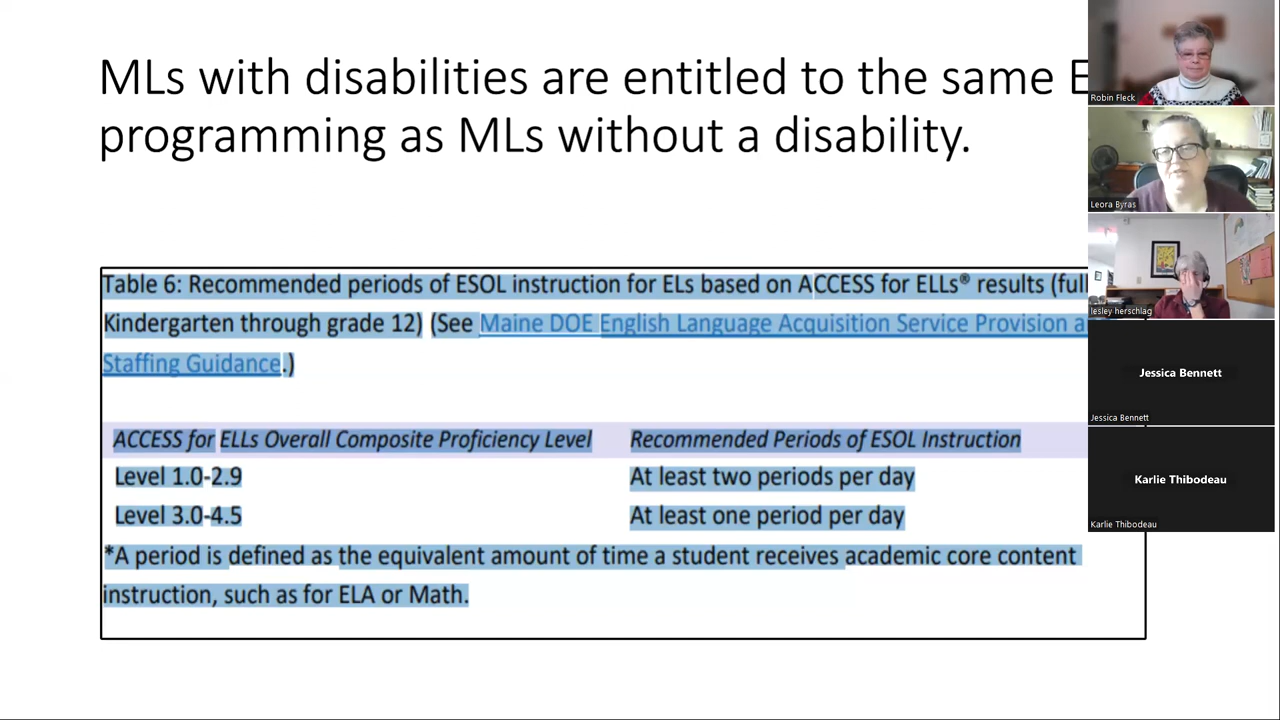 MLs with disabilities are entitled to the same E
programming as MLs without a disability.
Table 6: Recommended periods of ESOL instruction for ELs based on ACCESS for ELLs® results (full
Kindergarten through grade 12) (See Maine DOE English Language Acquisition Service Provision a
Staffing Guidance.)
ACCESS for ELLs Overall Composite Proficiency Level Recommended Periods of ESOL Instruction
Level 1.0-2.9 At least two periods per day
Level 3.0-4.5 At least one period per day
*A period is defined as the equivalent amount of time a student receives academic core content
instruction, such as for ELA or Math.
Robin Fleck
Leora Byras
lesley herschlag
Jessica Bennett
Jessica Bennett
Karlie Thibodeau
Karlie Thibodeau